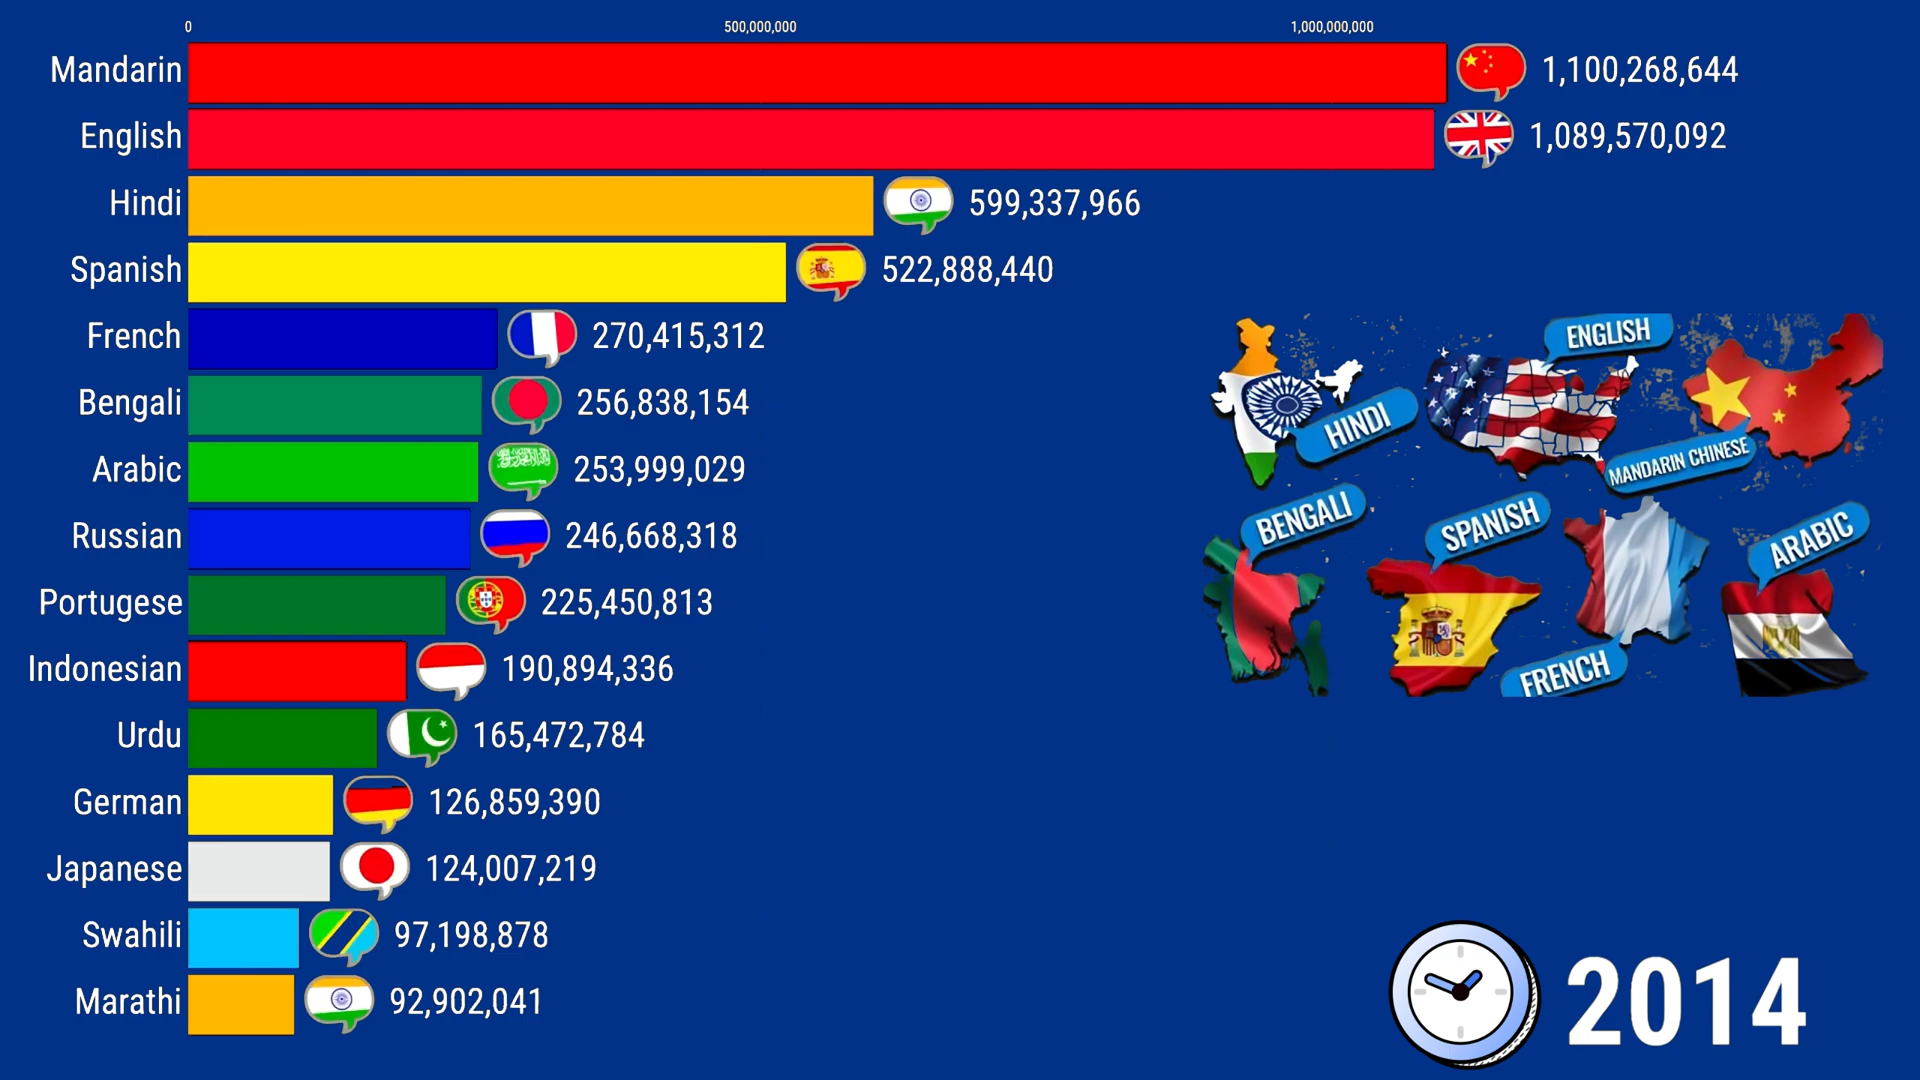 0 500,000,000 1,000,000,000
Mandarin 1,100,268,644
English 1,089,570,092
Hindi 599,337,966
Spanish 522,888,440
French 270,415,312
Bengali 256,838,154
Arabic 253,999,029
Russian 246,668,318
Portugese 225,450,813
Indonesian 190,894,336
Urdu 165,472,784
German 126,859,390
Japanese 124,007,219
Swahili 97,198,878
Marathi 92,902,041
ENGLISH
HINDI
MANDARIN CHINESE
BENGALI
SPANISH
ARABIC
FRENCH
2014